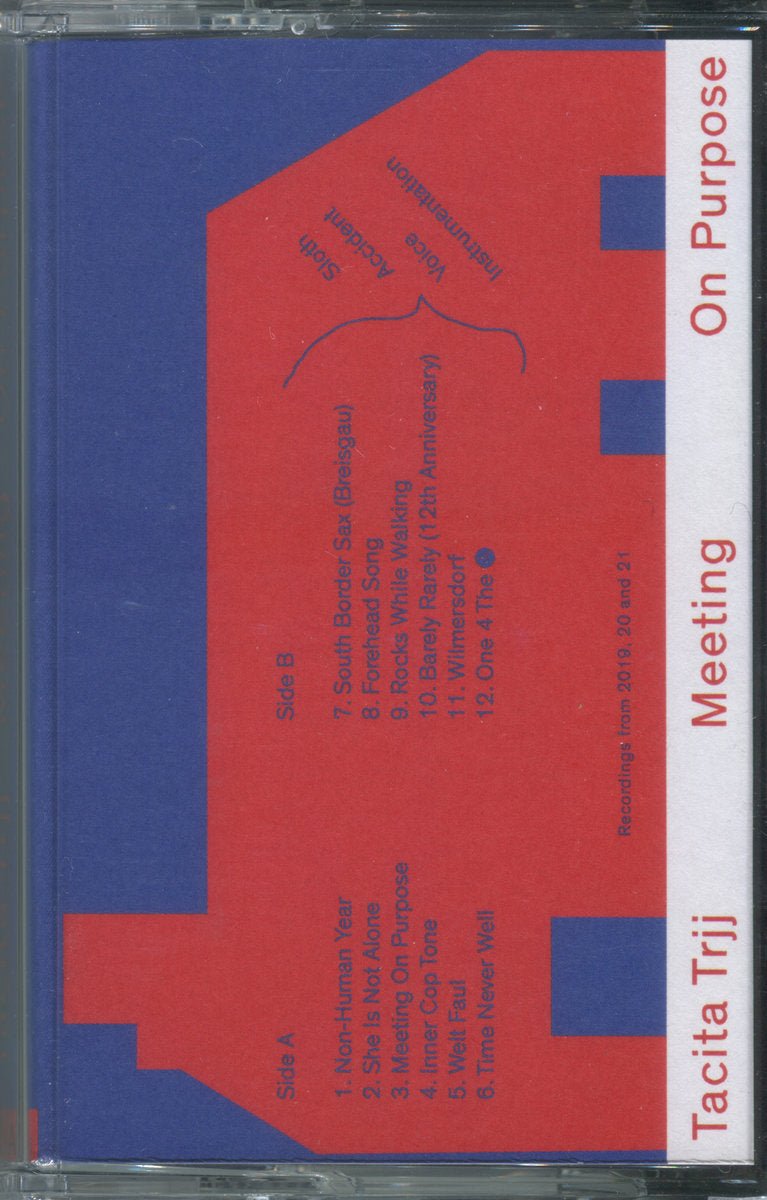 Side A
1. Non-Human Year
2. She Is Not Alone
3. Meeting On Purpose
4. Inner Cop Tone
5. Welt Faul
6. Time Never Well
Side B
7. South Border Sax (Breisgau)
8. Forehead Song
9. Rocks While Walking
10. Barely Rarely (12th Anniversary)
11. Wilmersdorf
12. One 4 The
Sloth
Accident
Voice
Instrumentation
Recordings from 2019, 20 and 21
Tacita Trjj Meeting On Purpose